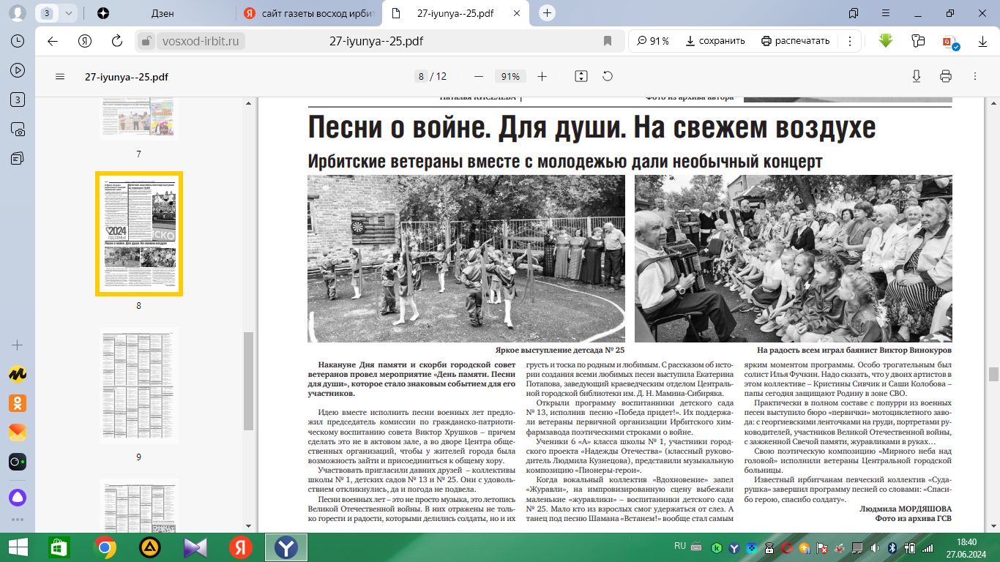 3
Дзен
сайт газеты восход ирбит
27-iyunya--25.pdf
vosxod-irbit.ru
27-iyunya--25.pdf
91 %
сохранить
распечатать
27-iyunya--25.pdf
8 / 12
91%
3
7
8
9
Наталья КИСЕЛЕВА
Фото из архива автора
Песни о войне. Для души. На свежем воздухе
Ирбитские ветераны вместе с молодежью дали необычный концерт
Яркое выступление детсада № 25
На радость всем играл баянист Виктор Винокуров
Накануне Дня памяти и скорби городской совет
ветеранов провел мероприятие «День памяти. Песни
для души», которое стало знаковым событием для его
участников.
Идею вместе исполнить песни военных лет предло-
жил председатель комиссии по гражданско-патриоти-
ческому воспитанию совета Виктор Хрушков – причем
сделать это не в актовом зале, а во дворе Центра обще-
ственных организаций, чтобы у жителей города была
возможность зайти и присоединиться к общему хору.
Участвовать пригласили давних друзей – коллективы
школы № 1, детских садов № 13 и № 25. Они с удоволь-
ствием откликнулись, да и погода не подвела.
Песни военных лет – это не просто музыка, это летопись
Великой Отечественной войны. В них отражены не толь-
ко горести и радости, которыми делились солдаты, но и их
грусть и тоска по родным и любимым. С рассказом об исто-
рии создания всеми любимых песен выступила Екатерина
Потапова, заведующий краеведческим отделом Централь-
ной городской библиотеки им. Д. Н. Мамина-Сибиряка.
Открыли программу воспитанники детского сада
№ 13, исполнив песню «Победа придет!». Их поддержа-
ли ветераны первичной организации Ирбитского хим-
фармзавода поэтическими строками о войне.
Ученики 6 «А» класса школы № 1, участники город-
ского проекта «Надежды Отечества» (классный руково-
дитель Людмила Кузнецова), представили музыкальную
композицию «Пионеры-герои».
Когда вокальный коллектив «Вдохновение» запел
«Журавли», на импровизированную сцену выбежали
маленькие «журавлики» – воспитанники детского сада
№ 25. Мало кто из взрослых смог удержаться от слез. А
танец под песню Шамана «Встанем!» вообще стал самым
ярким моментом программы. Особо трогательным был
солист Илья Фучкин. Надо сказать, что у двоих артистов в
этом коллективе – Кристины Сивчик и Саши Колобова –
папы сегодня защищают Родину в зоне СВО.
Практически в полном составе с попурри из военных
песен выступило бюро «первички» мотоциклетного заво-
да: с георгиевскими ленточками на груди, портретами ру-
ководителей, участников Великой Отечественной войны,
с зажженной Свечой памяти, журавликами в руках…
Свою поэтическую композицию «Мирного неба над
головой» исполнили ветераны Центральной городской
больницы.
Известный ирбитчанам певческий коллектив «Суда-
рушка» завершил программу песней со словами: «Спаси-
бо герою, спасибо солдату».
Людмила МОРДЯШОВА
Фото из архива ГСВ
RU
18:40
27.06.2024